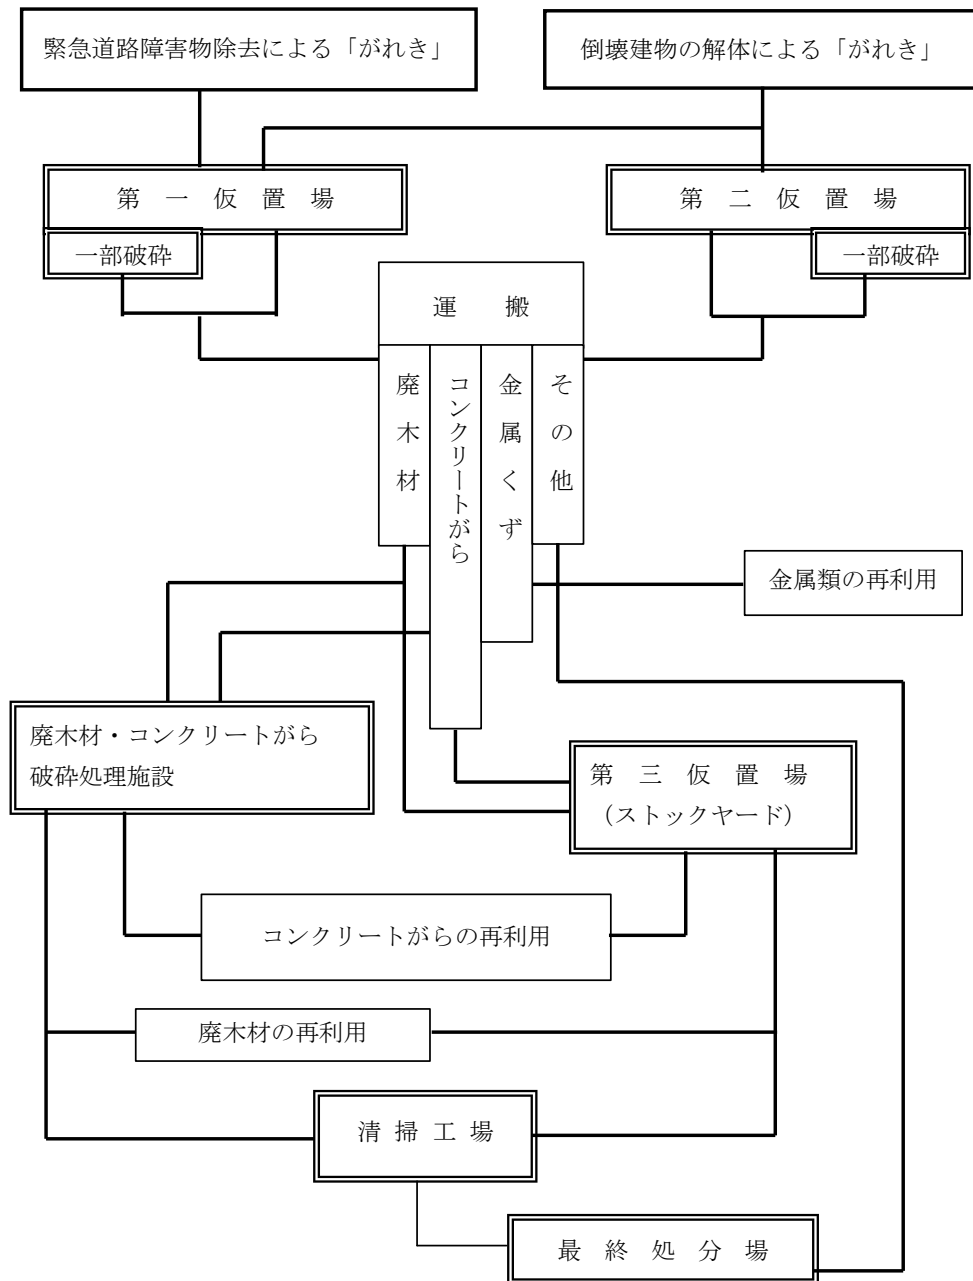 緊急道路障害物除去による「がれき」
倒壊建物の解体による「がれき」
第一仮置場
第二仮置場
一部破砕
一部破砕
運搬
廃木材
コンクリートがら
金属くず
その他
金属類の再利用
廃木材・コンクリートがら
破砕処理施設
第三仮置場
（ストックヤード）
コンクリートがらの再利用
廃木材の再利用
清掃工場
最終処分場